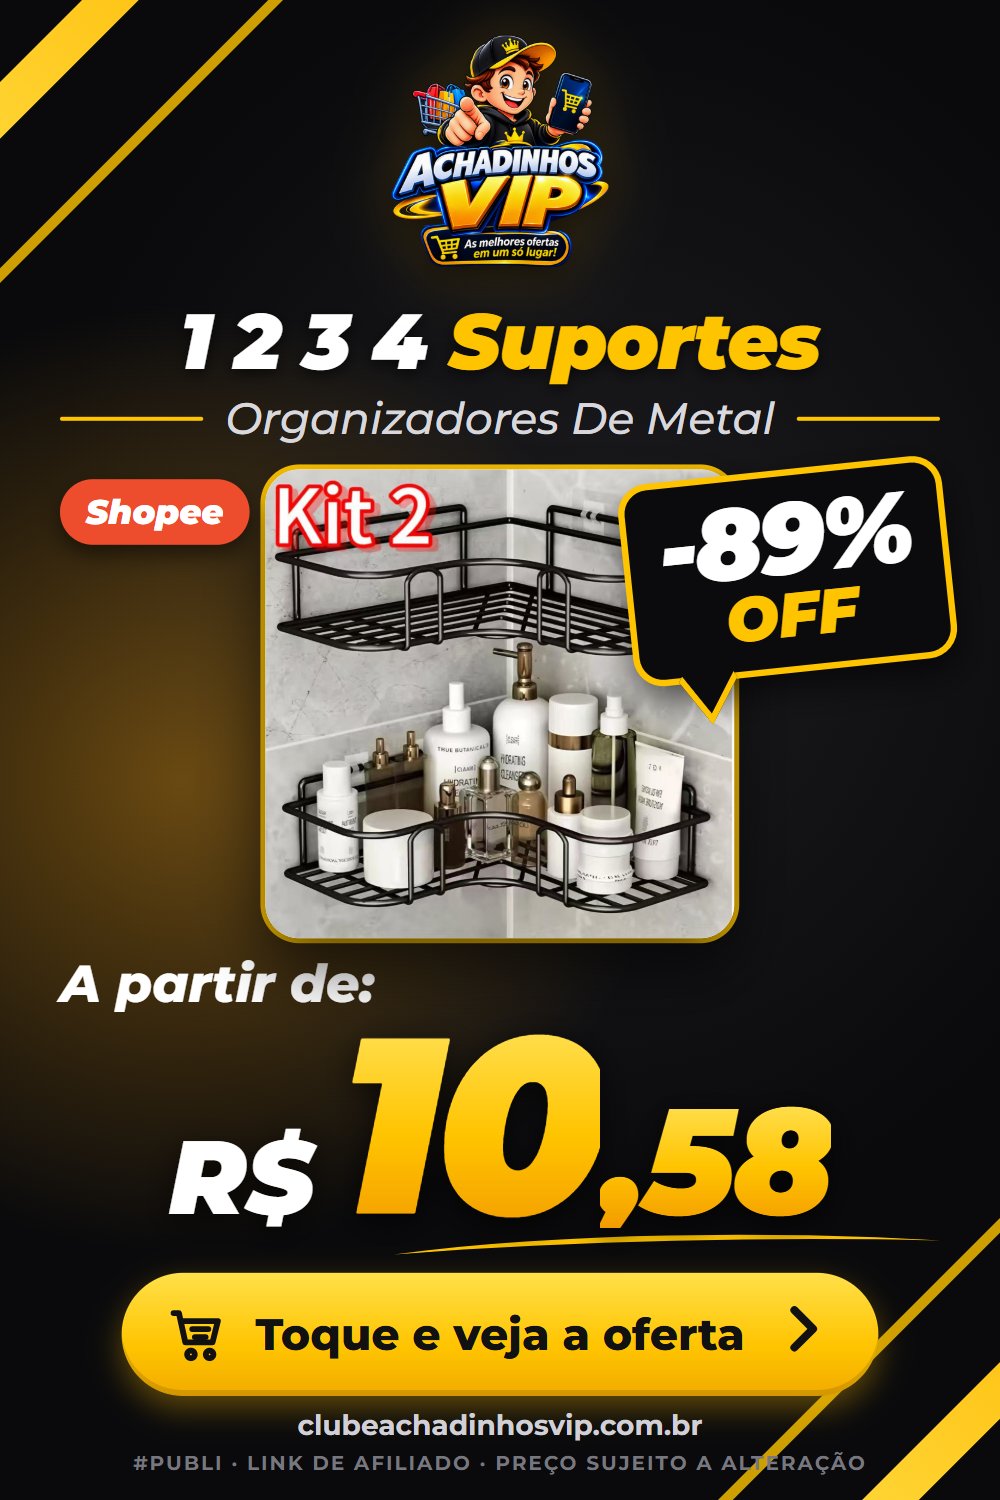 ACHADINHOS
VIP
As melhores ofertas
em um só lugar!
1 2 3 4 Suportes
Organizadores De Metal
Shopee
Kit 2
-89%
OFF
A partir de:
R$ 10,58
Toque e veja a oferta
clubeachadinhosvip.com.br
#PUBLI · LINK DE AFILIADO · PREÇO SUJEITO A ALTERAÇÃO